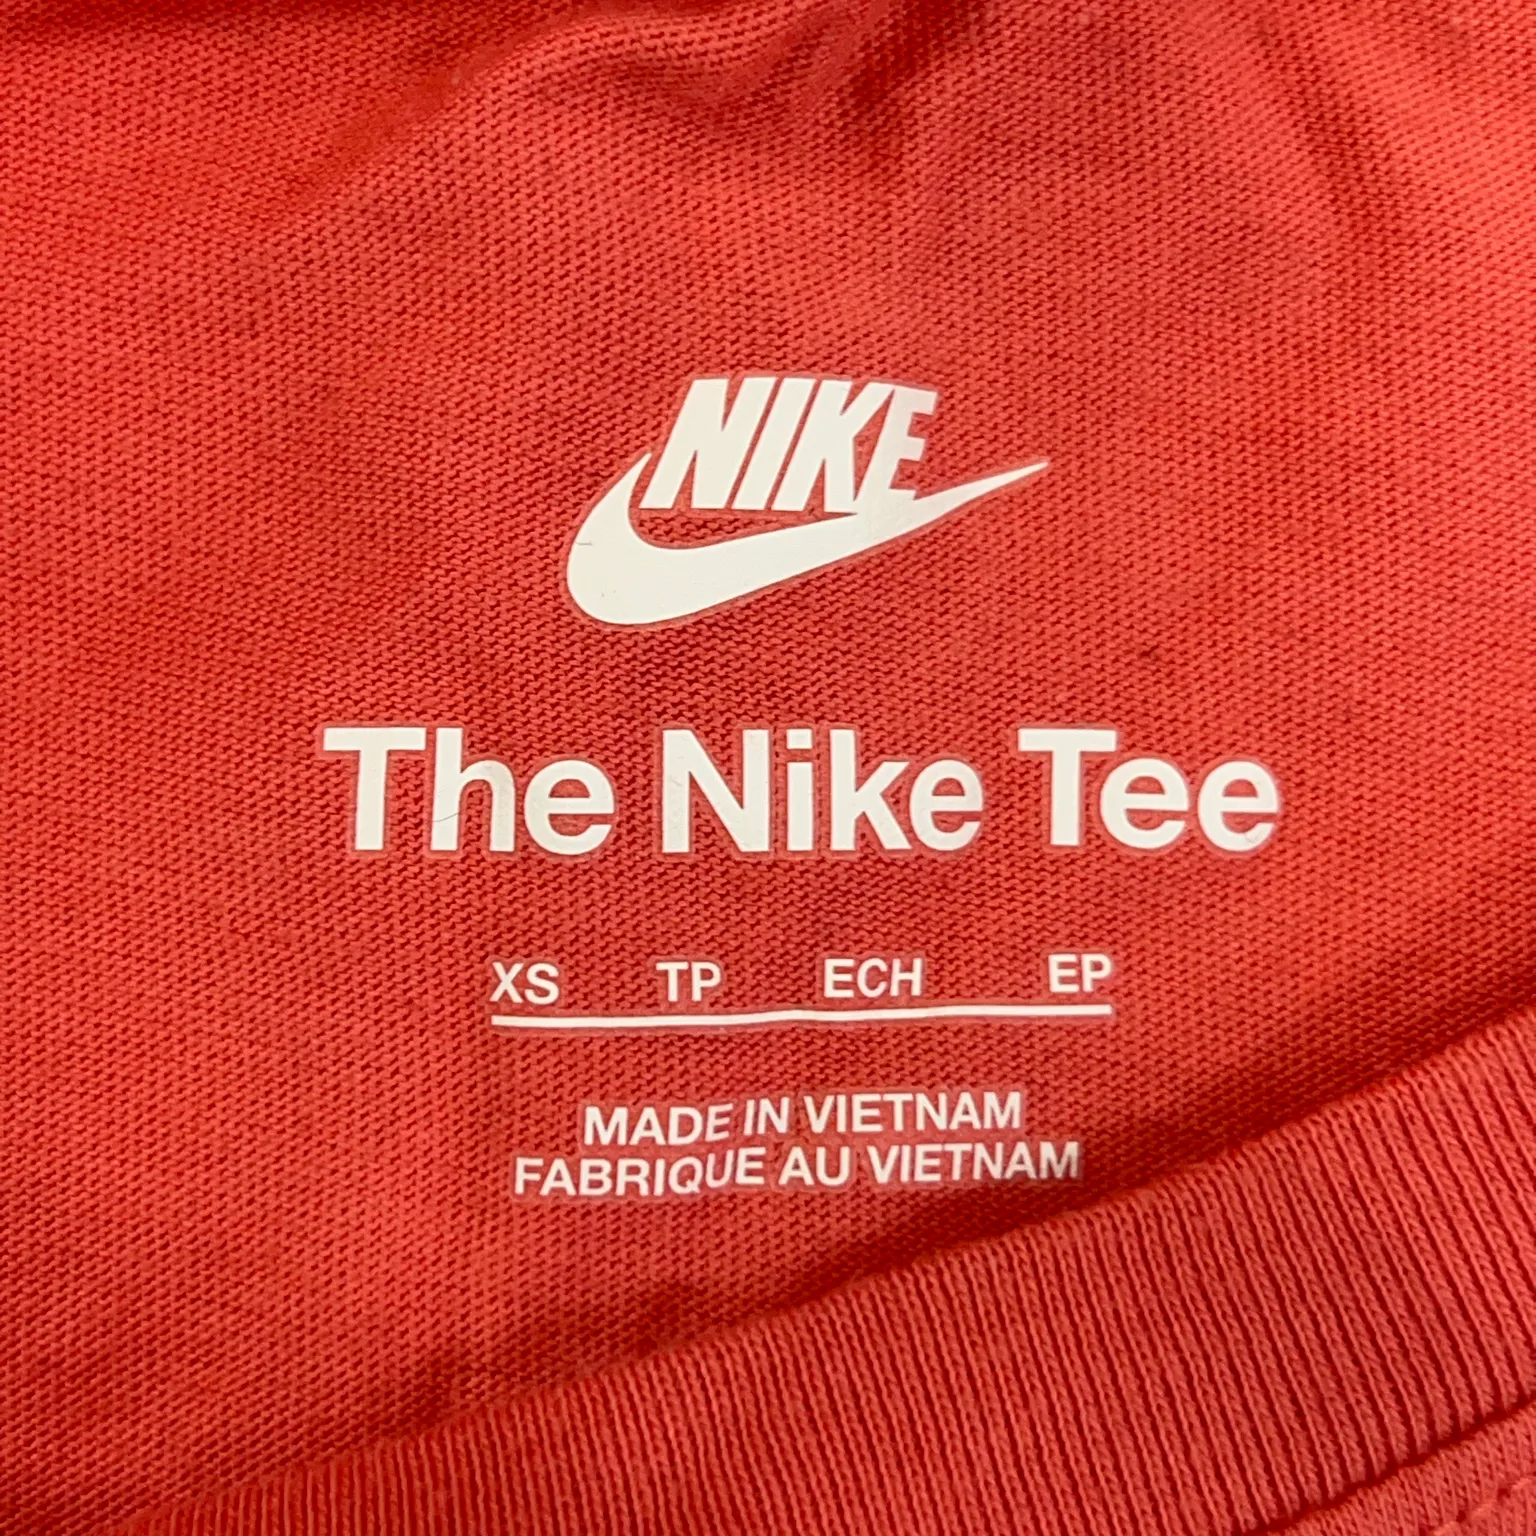 NIKE
The Nike Tee
XS TP ECH EP
MADE IN VIETNAM
FABRIQUE AU VIETNAM